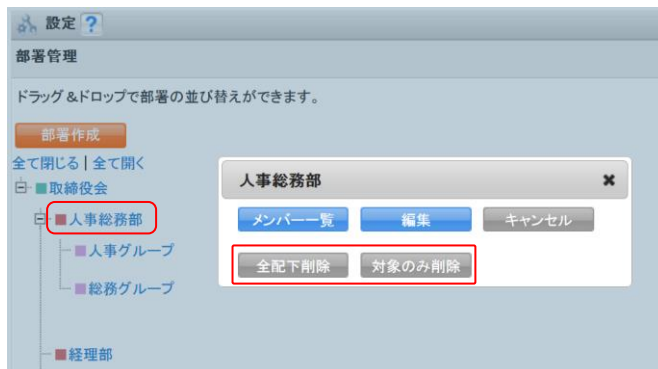 設定 ?
部署管理
ドラッグ&ドロップで部署の並び替えができます。
部署作成
全て閉じる | 全て開く
取締役会
人事総務部
人事グループ
総務グループ
経理部
人事総務部
メンバー一覧 編集 キャンセル
全配下削除 対象のみ削除